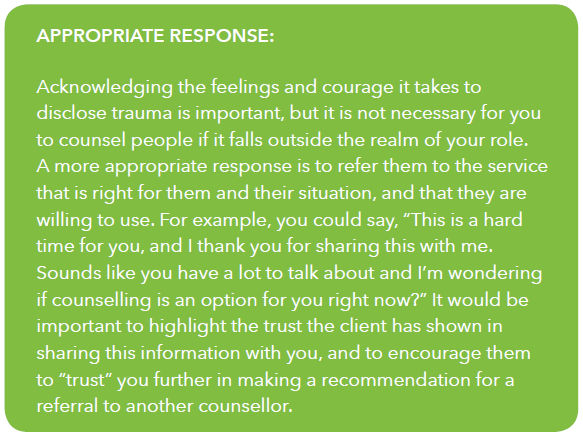 APPROPRIATE RESPONSE:
Acknowledging the feelings and courage it takes to
disclose trauma is important, but it is not necessary for you
to counsel people if it falls outside the realm of your role.
A more appropriate response is to refer them to the service
that is right for them and their situation, and that they are
willing to use. For example, you could say, “This is a hard
time for you, and I thank you for sharing this with me.
Sounds like you have a lot to talk about and I’m wondering
if counselling is an option for you right now?” It would be
important to highlight the trust the client has shown in
sharing this information with you, and to encourage them
to “trust” you further in making a recommendation for a
referral to another counsellor.